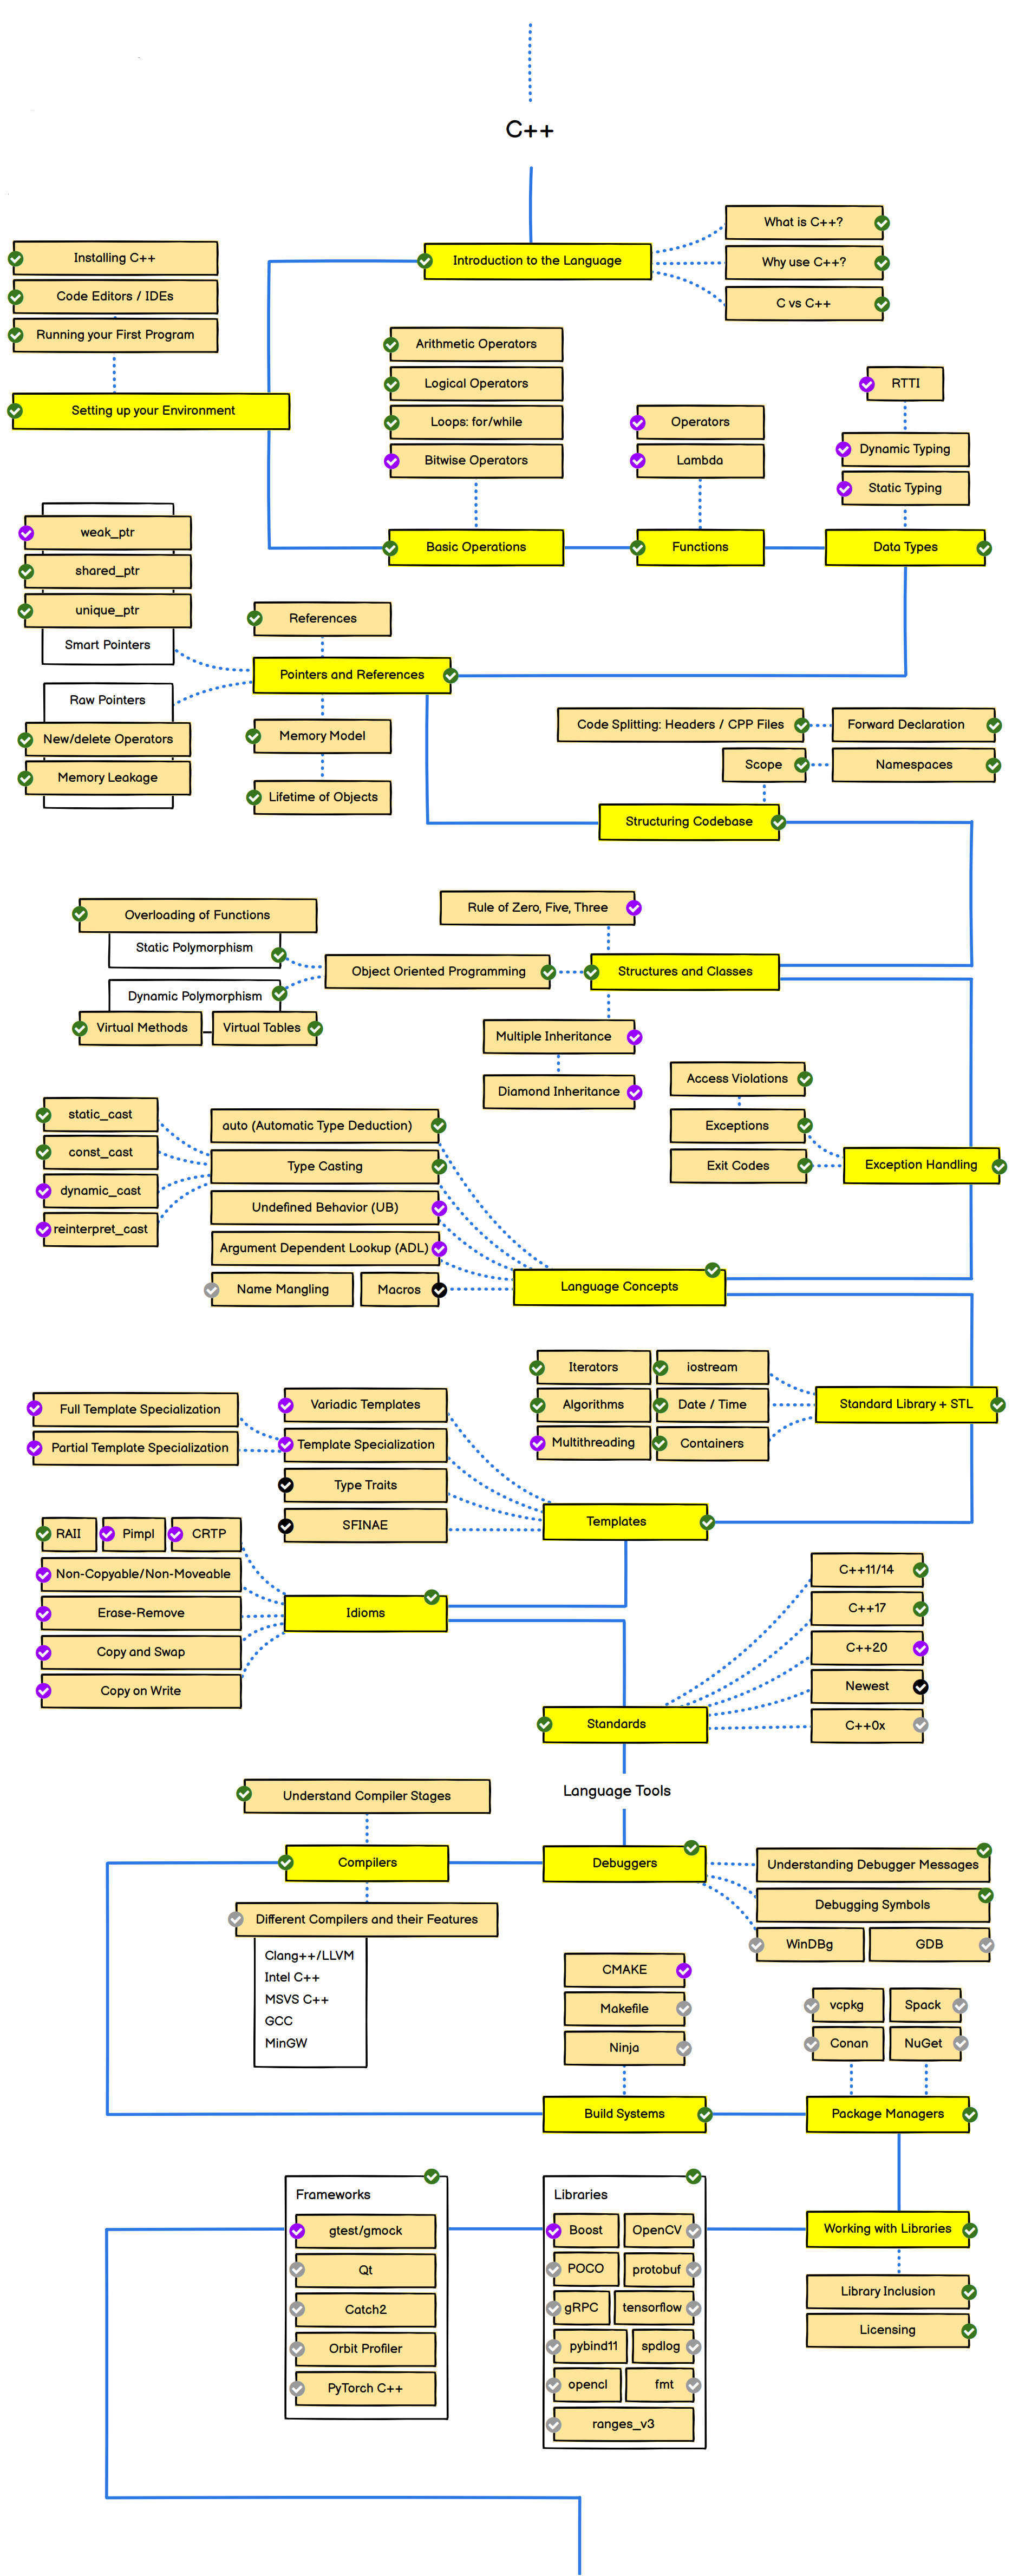 C++
Introduction to the Language
What is C++?
Why use C++?
C vs C++
Installing C++
Code Editors / IDEs
Running your First Program
Setting up your Environment
Arithmetic Operators
Logical Operators
Loops: for/while
Bitwise Operators
Basic Operations
Operators
Lambda
Functions
RTTI
Dynamic Typing
Static Typing
Data Types
weak_ptr
shared_ptr
unique_ptr
Smart Pointers
Raw Pointers
New/delete Operators
Memory Leakage
References
Pointers and References
Memory Model
Lifetime of Objects
Code Splitting: Headers / CPP Files
Forward Declaration
Scope
Namespaces
Structuring Codebase
Overloading of Functions
Static Polymorphism
Dynamic Polymorphism
Virtual Methods
Virtual Tables
Object Oriented Programming
Rule of Zero, Five, Three
Structures and Classes
Multiple Inheritance
Diamond Inheritance
Access Violations
Exceptions
Exit Codes
Exception Handling
static_cast
const_cast
dynamic_cast
reinterpret_cast
auto (Automatic Type Deduction)
Type Casting
Undefined Behavior (UB)
Argument Dependent Lookup (ADL)
Name Mangling
Macros
Language Concepts
Iterators
iostream
Algorithms
Date / Time
Multithreading
Containers
Standard Library + STL
Full Template Specialization
Partial Template Specialization
Variadic Templates
Template Specialization
Type Traits
SFINAE
Templates
RAII
Pimpl
CRTP
Non-Copyable/Non-Moveable
Erase-Remove
Copy and Swap
Copy on Write
Idioms
C++11/14
C++17
C++20
Newest
C++0x
Standards
Language Tools
Understand Compiler Stages
Compilers
Different Compilers and their Features
Clang++/LLVM
Intel C++
MSVS C++
GCC
MinGW
Debuggers
Understanding Debugger Messages
Debugging Symbols
WinDBg
GDB
CMAKE
Makefile
Ninja
Build Systems
vcpkg
Spack
Conan
NuGet
Package Managers
Frameworks
gtest/gmock
Qt
Catch2
Orbit Profiler
PyTorch C++
Libraries
Boost
OpenCV
POCO
protobuf
gRPC
tensorflow
pybind11
spdlog
opencl
fmt
ranges_v3
Working with Libraries
Library Inclusion
Licensing